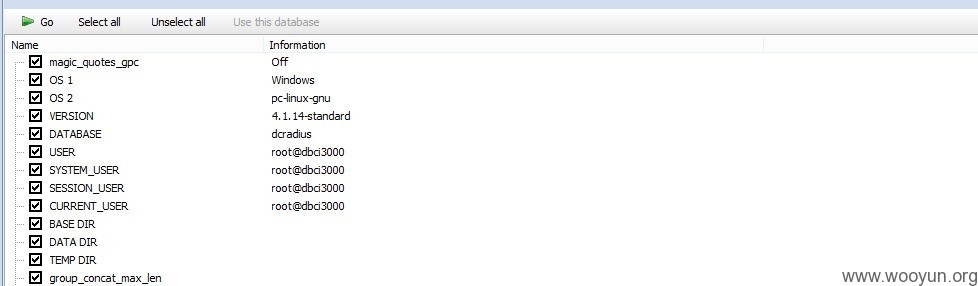 Go Select all Unselect all Use this database
Name Information
magic_quotes_gpc Off
OS 1 Windows
OS 2 pc-linux-gnu
VERSION 4.1.14-standard
DATABASE dcradius
USER root@dbci3000
SYSTEM_USER root@dbci3000
SESSION_USER root@dbci3000
CURRENT_USER root@dbci3000
BASE DIR
DATA DIR
TEMP DIR
group_concat_max_len
www.wooyun.org